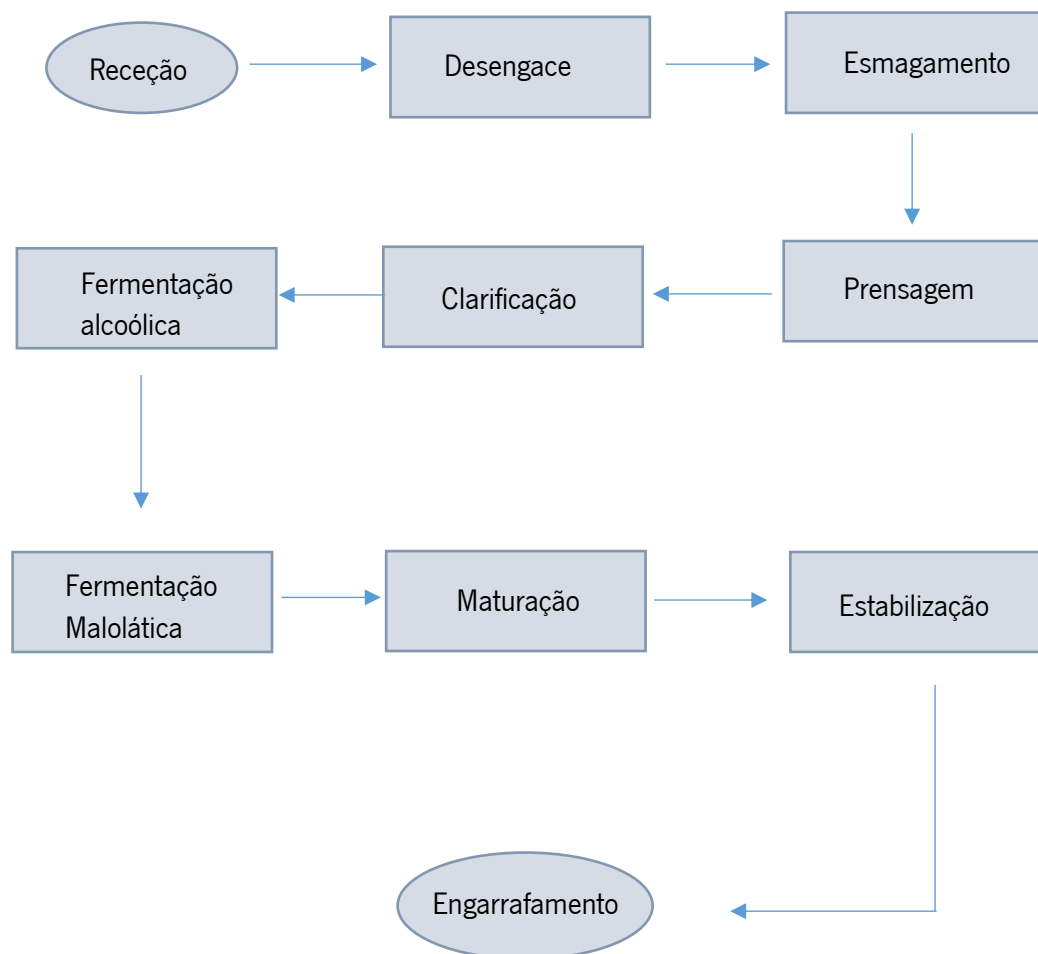 Receção
Desengace
Esmagamento
Prensagem
Clarificação
Fermentação
alcoólica
Fermentação
Malolática
Maturação
Estabilização
Engarrafamento